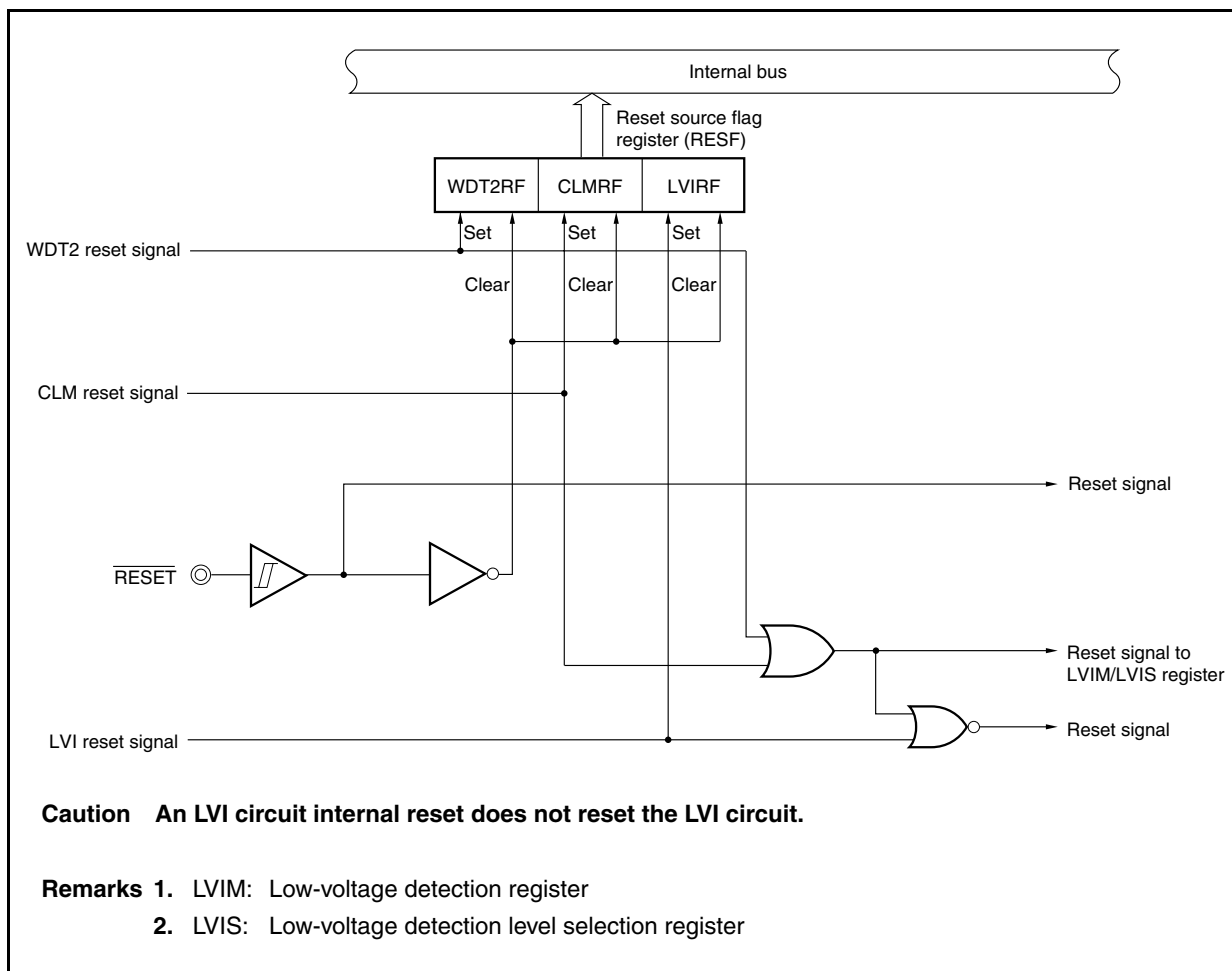 Internal bus
Reset source flag
register (RESF)
WDT2RF CLMRF LVIRF
Set Set Set
WDT2 reset signal
Clear Clear Clear
CLM reset signal
Reset signal
RESET
Reset signal to
LVIM/LVIS register
Reset signal
LVI reset signal
Caution An LVI circuit internal reset does not reset the LVI circuit.
Remarks 1. LVIM: Low-voltage detection register
2. LVIS: Low-voltage detection level selection register